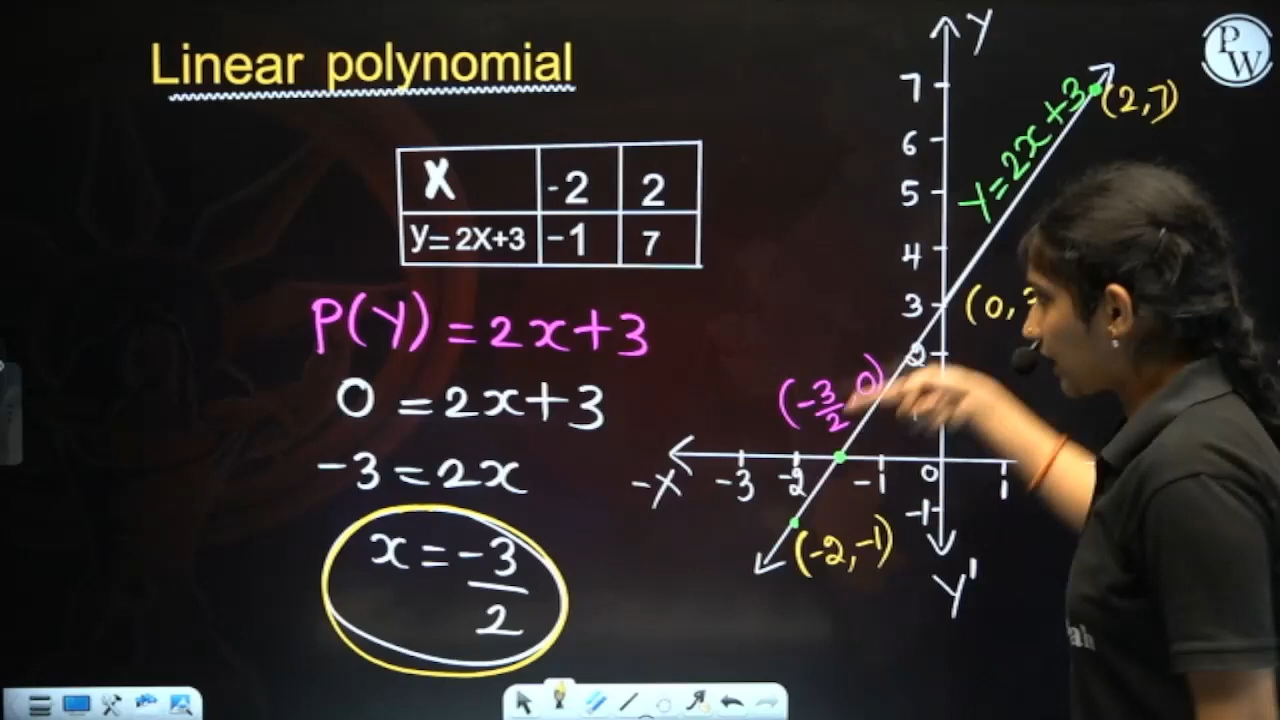 Linear polynomial
X -2 2
y=2X+3 -1 7
P(Y) = 2x+3
0 = 2x+3
-3 = 2x
x = -3/2
Y
7
6
5
4
3
2
Y=2x+3
(2,7)
(0,
(-3/2, 0)
-X -3 -2 -1 0 1
-1
(-2,-1)
Y'
PW